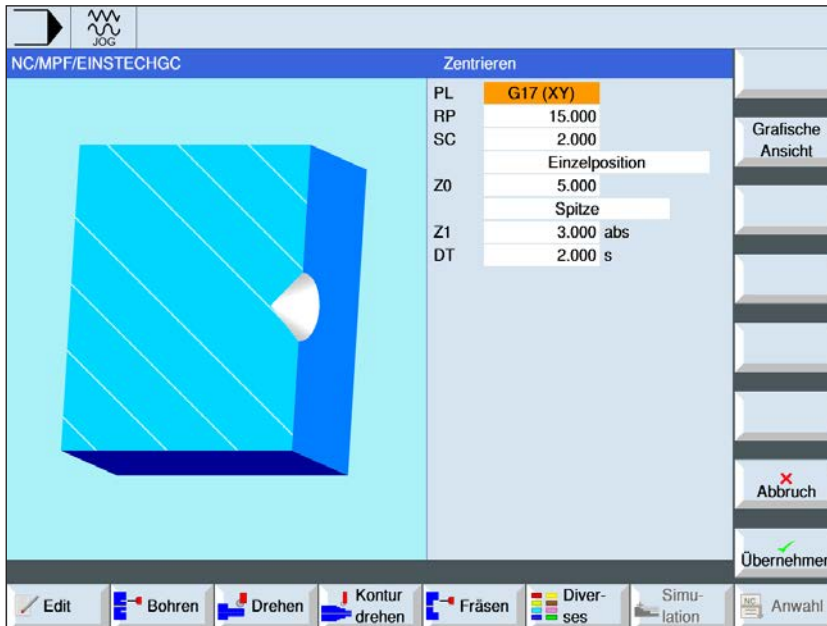 JOG
NC/MPF/EINSTECHGC
Zentrieren
PL G17 (XY)
RP 15.000
SC 2.000
Einzelposition
Z0 5.000
Spitze
Z1 3.000 abs
DT 2.000 s
Grafische
Ansicht
Abbruch
Übernehmen
Edit
Bohren
Drehen
Kontur
drehen
Fräsen
Diver-
ses
Simu-
lation
NC
Anwahl